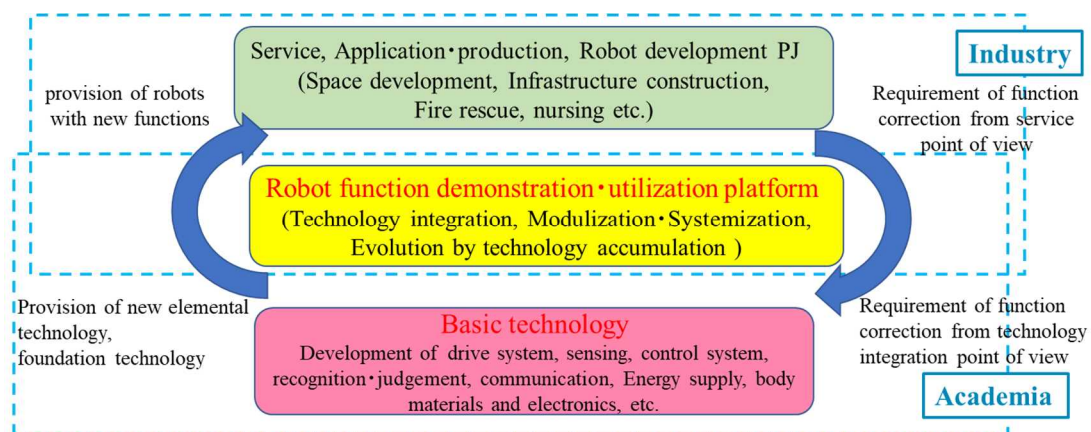 Service, Application・production, Robot development PJ
(Space development, Infrastructure construction,
Fire rescue, nursing etc.)
Industry
provision of robots
with new functions
Requirement of function
correction from service
point of view
Robot function demonstration・utilization platform
(Technology integration, Modulization・Systemization,
Evolution by technology accumulation )
Provision of new elemental
technology,
foundation technology
Requirement of function
correction from technology
integration point of view
Basic technology
Development of drive system, sensing, control system,
recognition・judgement, communication, Energy supply, body
materials and electronics, etc.
Academia